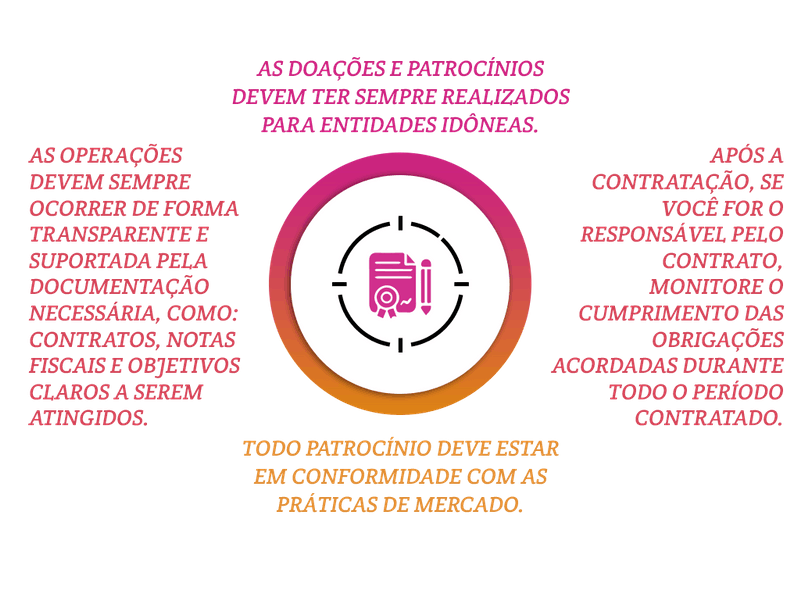 AS DOAÇÕES E PATROCÍNIOS
DEVEM TER SEMPRE REALIZADOS
PARA ENTIDADES IDÔNEAS.
AS OPERAÇÕES
DEVEM SEMPRE
OCORRER DE FORMA
TRANSPARENTE E
SUPORTADA PELA
DOCUMENTAÇÃO
NECESSÁRIA, COMO:
CONTRATOS, NOTAS
FISCAIS E OBJETIVOS
CLAROS A SEREM
ATINGIDOS.
APÓS A
CONTRATAÇÃO, SE
VOCÊ FOR O
RESPONSÁVEL PELO
CONTRATO,
MONITORE O
CUMPRIMENTO DAS
OBRIGAÇÕES
ACORDADAS DURANTE
TODO O PERÍODO
CONTRATADO.
TODO PATROCÍNIO DEVE ESTAR
EM CONFORMIDADE COM AS
PRÁTICAS DE MERCADO.